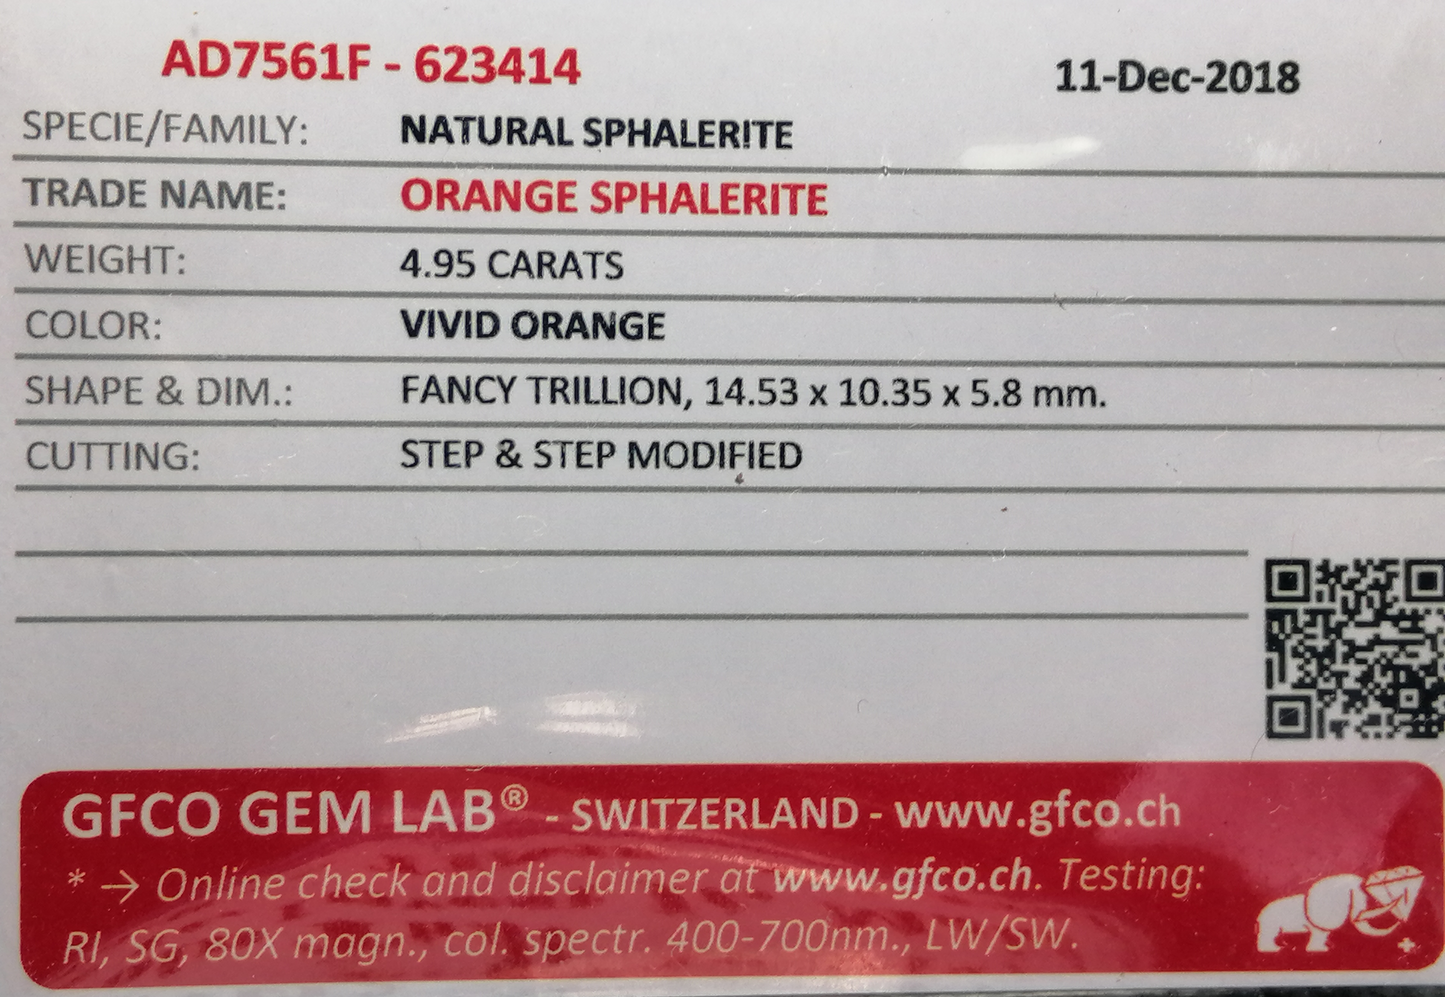 AD7561F - 623414 11-Dec-2018
SPECIE/FAMILY: NATURAL SPHALERITE
TRADE NAME: ORANGE SPHALERITE
WEIGHT: 4.95 CARATS
COLOR: VIVID ORANGE
SHAPE & DIM.: FANCY TRILLION, 14.53 x 10.35 x 5.8 mm.
CUTTING: STEP & STEP MODIFIED
GFCO GEM LAB® - SWITZERLAND - www.gfco.ch
* → Online check and disclaimer at www.gfco.ch. Testing:
RI, SG, 80X magn., col. spectr. 400-700nm., LW/SW.